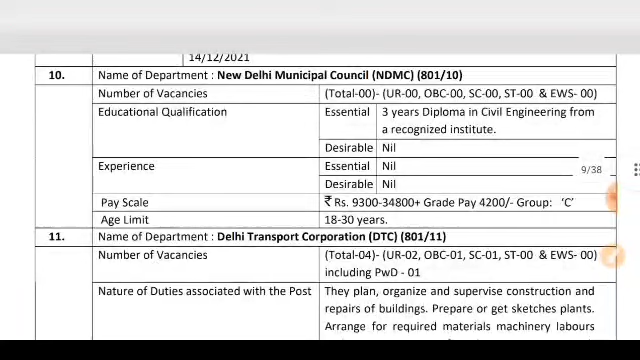 14/12/2021
10. Name of Department : New Delhi Municipal Council (NDMC) (801/10)
Number of Vacancies (Total-00)- (UR-00, OBC-00, SC-00, ST-00 & EWS- 00)
Educational Qualification Essential 3 years Diploma in Civil Engineering from
a recognized institute.
Desirable Nil
Experience Essential Nil
9/38
Desirable Nil
Pay Scale ₹ Rs. 9300-34800+ Grade Pay 4200/- Group: ‘C’
Age Limit 18-30 years.
11. Name of Department : Delhi Transport Corporation (DTC) (801/11)
Number of Vacancies (Total-04)- (UR-02, OBC-01, SC-01, ST-00 & EWS- 00)
including PwD - 01
Nature of Duties associated with the Post They plan, organize and supervise construction and
repairs of buildings. Prepare or get sketches plants.
Arrange for required materials machinery labours